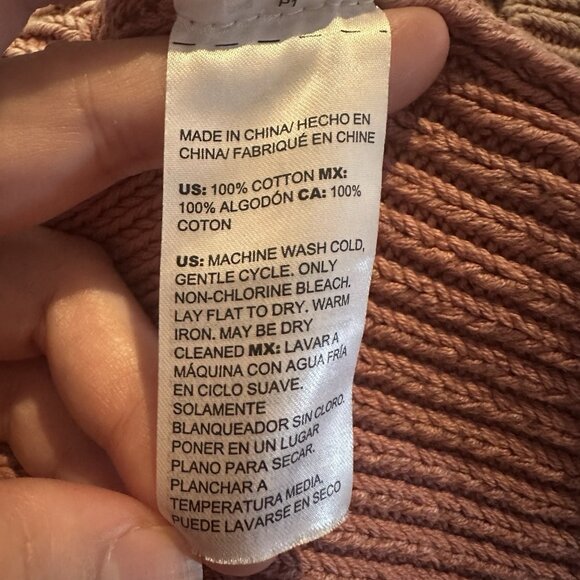 MADE IN CHINA/ HECHO EN
CHINA/ FABRIQUÉ EN CHINE
US: 100% COTTON MX:
100% ALGODÓN CA: 100%
COTON
US: MACHINE WASH COLD,
GENTLE CYCLE. ONLY
NON-CHLORINE BLEACH.
LAY FLAT TO DRY. WARM
IRON. MAY BE DRY
CLEANED MX: LAVAR A
MÁQUINA CON AGUA FRÍA
EN CICLO SUAVE.
SOLAMENTE
BLANQUEADOR SIN CLORO.
PONER EN UN LUGAR
PLANO PARA SECAR.
PLANCHAR A
TEMPERATURA MEDIA.
PUEDE LAVARSE EN SECO